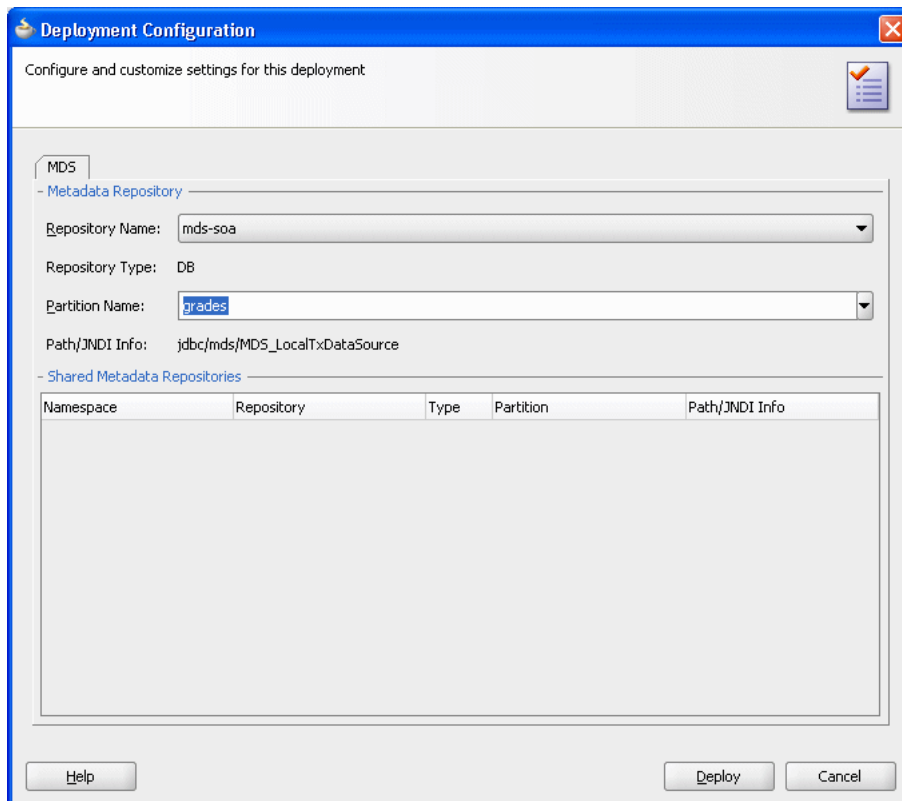 Deployment Configuration
Configure and customize settings for this deployment
MDS
Metadata Repository
Repository Name: mds-soa
Repository Type: DB
Partition Name: grades
Path/JNDI Info: jdbc/mds/MDS_LocalTxDataSource
Shared Metadata Repositories
Namespace Repository Type Partition Path/JNDI Info
Help Deploy Cancel